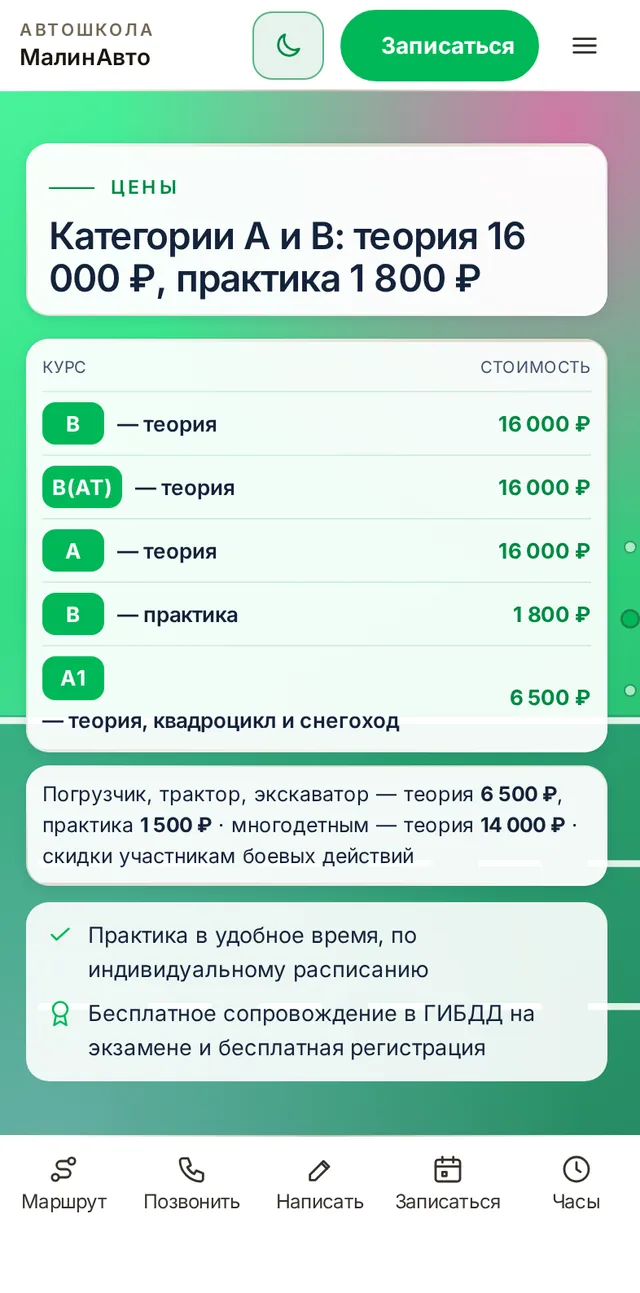 АВТОШКОЛА
МалинАвто
Записаться
ЦЕНЫ
Категории А и В: теория 16
000 ₽, практика 1 800 ₽
КУРС СТОИМОСТЬ
B — теория 16 000 ₽
B(AT) — теория 16 000 ₽
A — теория 16 000 ₽
B — практика 1 800 ₽
A1
— теория, квадроцикл и снегоход 6 500 ₽
Погрузчик, трактор, экскаватор — теория 6 500 ₽,
практика 1 500 ₽ · многодетным — теория 14 000 ₽ ·
скидки участникам боевых действий
Практика в удобное время, по
индивидуальному расписанию
Бесплатное сопровождение в ГИБДД на
экзамене и бесплатная регистрация
Маршрут Позвонить Написать Записаться Часы